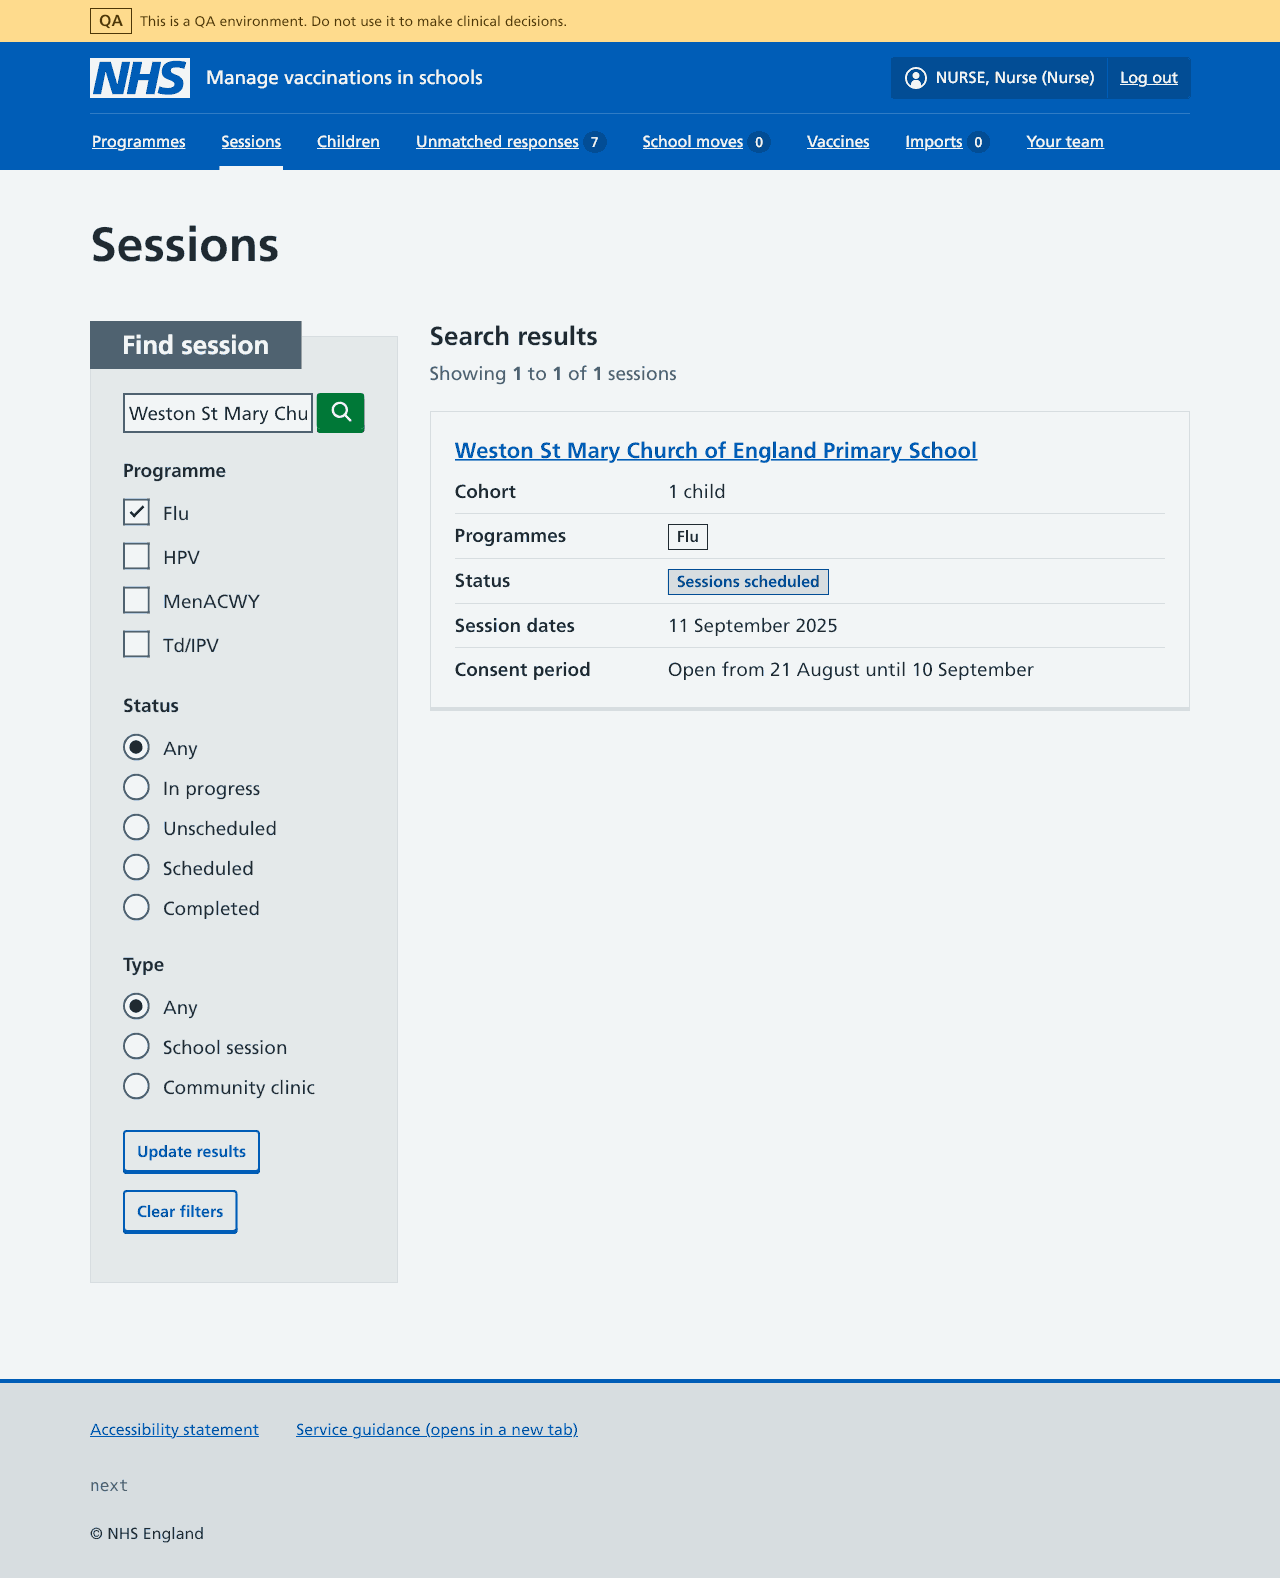 QA This is a QA environment. Do not use it to make clinical decisions.
NHS Manage vaccinations in schools NURSE, Nurse (Nurse) Log out
Programmes Sessions Children Unmatched responses 7 School moves 0 Vaccines Imports 0 Your team
Sessions
Find session
Weston St Mary Chu
Programme
Flu
HPV
MenACWY
Td/IPV
Status
Any
In progress
Unscheduled
Scheduled
Completed
Type
Any
School session
Community clinic
Update results
Clear filters
Search results
Showing 1 to 1 of 1 sessions
Weston St Mary Church of England Primary School
Cohort 1 child
Programmes Flu
Status Sessions scheduled
Session dates 11 September 2025
Consent period Open from 21 August until 10 September
Accessibility statement Service guidance (opens in a new tab)
next
© NHS England